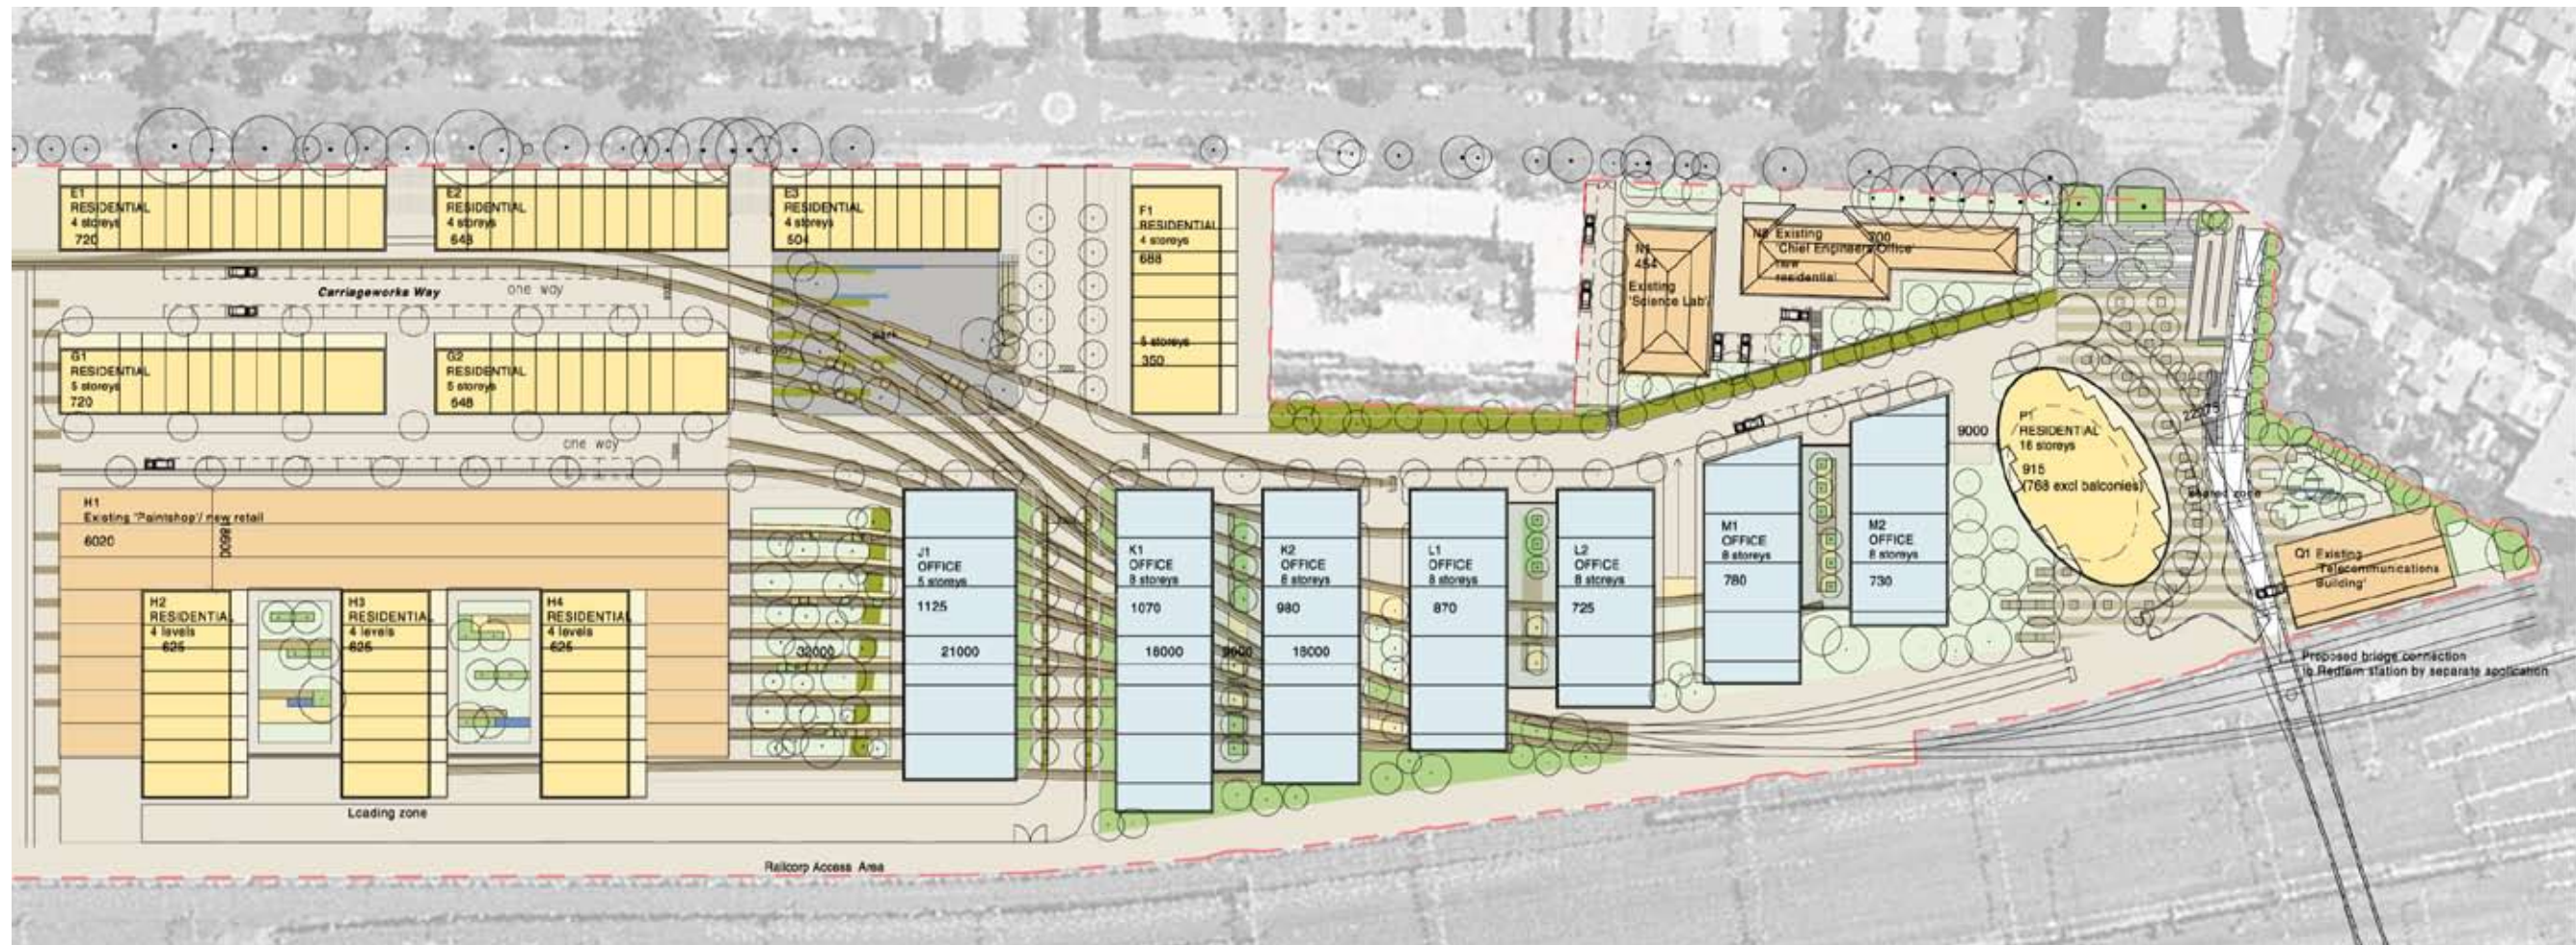 E1
RESIDENTIAL
4 storeys
720
E2
RESIDENTIAL
4 storeys
648
E3
RESIDENTIAL
4 storeys
504
F1
RESIDENTIAL
4 storeys
688
5 storeys
350
N1
454
Existing
'Science Lab'
Existing
'Chief Engineers Office'
new
residential
700
Carriageworks Way
one way
park
one way
G1
RESIDENTIAL
5 storeys
720
G2
RESIDENTIAL
5 storeys
648
one way
P1
RESIDENTIAL
16 storeys
915
(768 excl balconies)
9000
shared zone
H1
Existing 'Paintshop'/ new retail
6020
H2
RESIDENTIAL
4 levels
625
H3
RESIDENTIAL
4 levels
625
H4
RESIDENTIAL
4 levels
625
32000
J1
OFFICE
5 storeys
1125
21000
K1
OFFICE
8 storeys
1070
18000
9000
K2
OFFICE
8 storeys
980
18000
L1
OFFICE
8 storeys
870
L2
OFFICE
8 storeys
725
M1
OFFICE
8 storeys
780
M2
OFFICE
8 storeys
730
Q1 Existing
'Telecommunications
Building'
Proposed bridge connection
to Redfern station by separate application
Loading zone
Railcorp Access Area